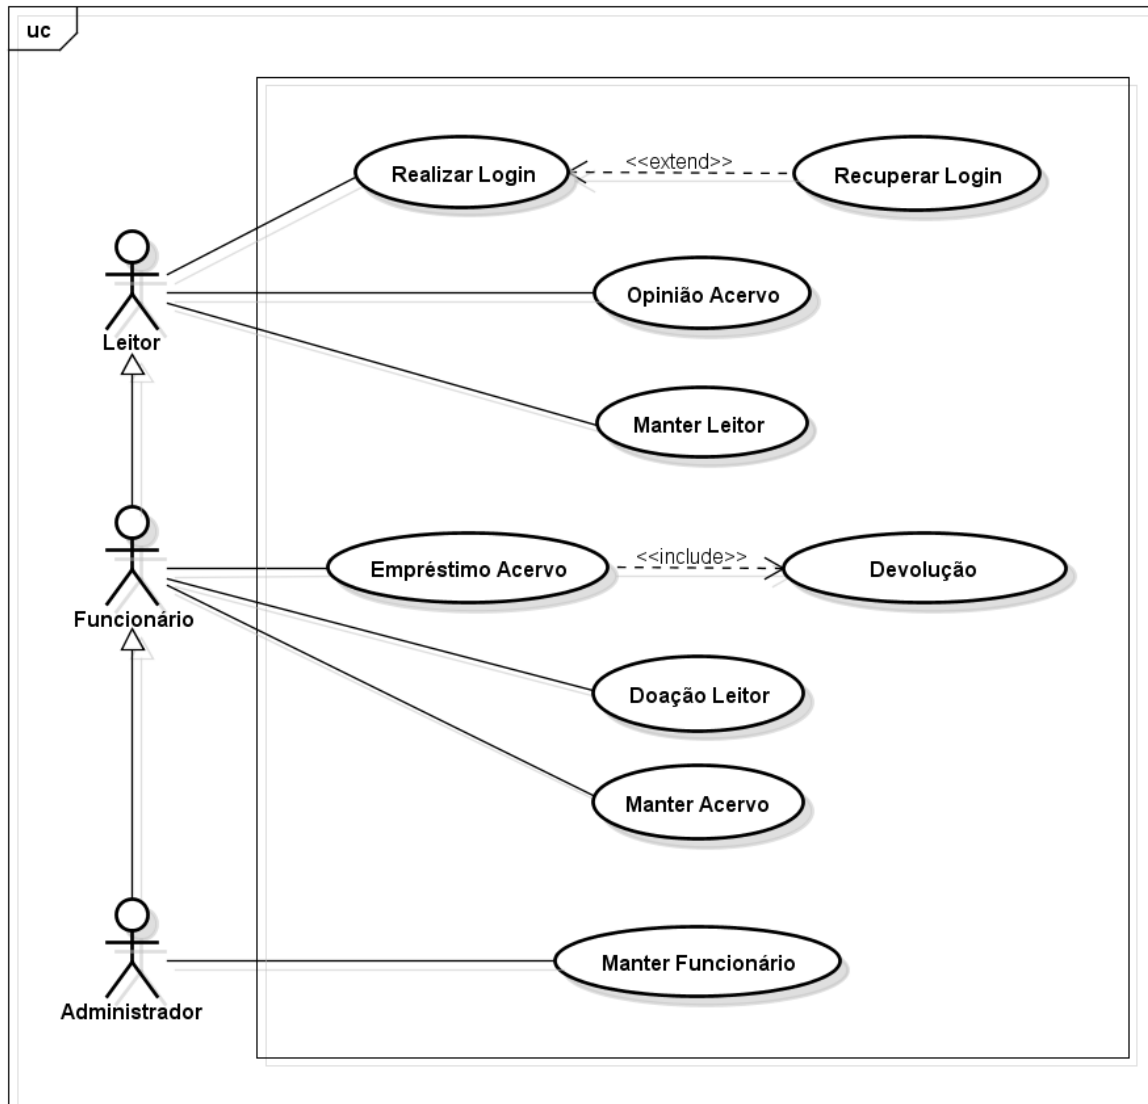 uc
Realizar Login
<<extend>>
Recuperar Login
Opinião Acervo
Leitor
Manter Leitor
Empréstimo Acervo
<<include>>
Devolução
Funcionário
Doação Leitor
Manter Acervo
Manter Funcionário
Administrador